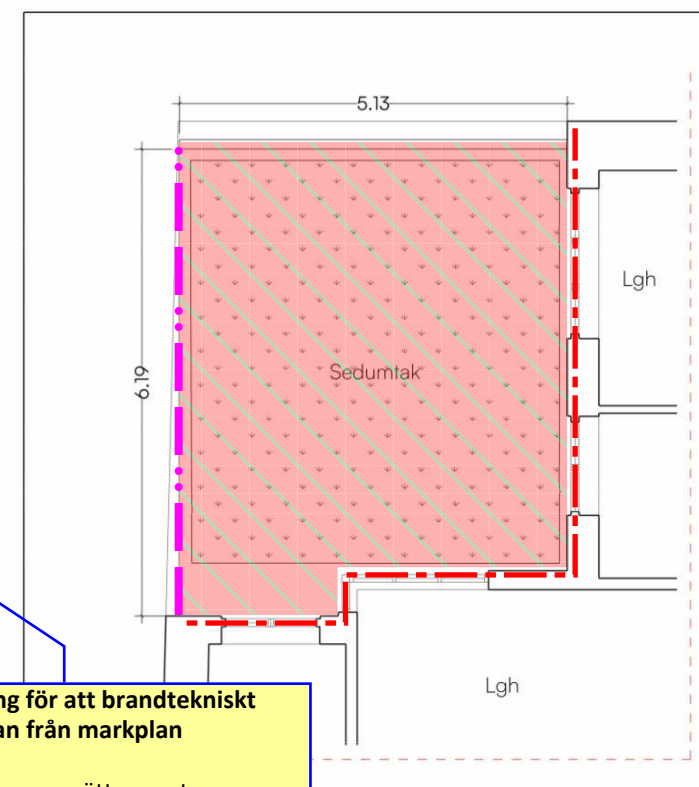 5.13
Lgh
6.19
Sedumtak
Lgh
ng för att brandtekniskt
an från markplan